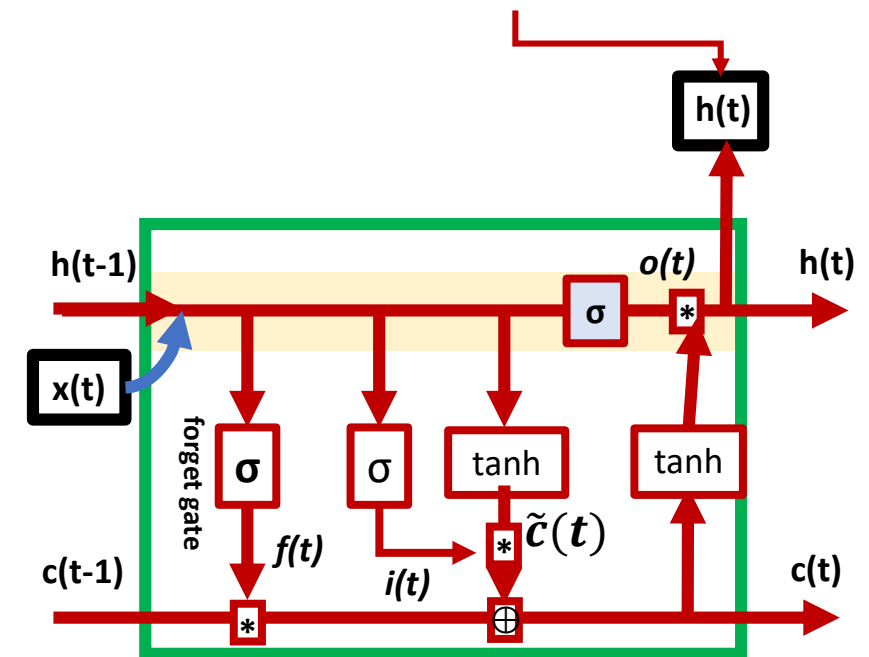 h(t)
h(t-1)
o(t)
h(t)
σ
*
x(t)
forget gate
σ
σ
tanh
tanh
c̃(t)
*
f(t)
i(t)
c(t-1)
c(t)
*
⊕